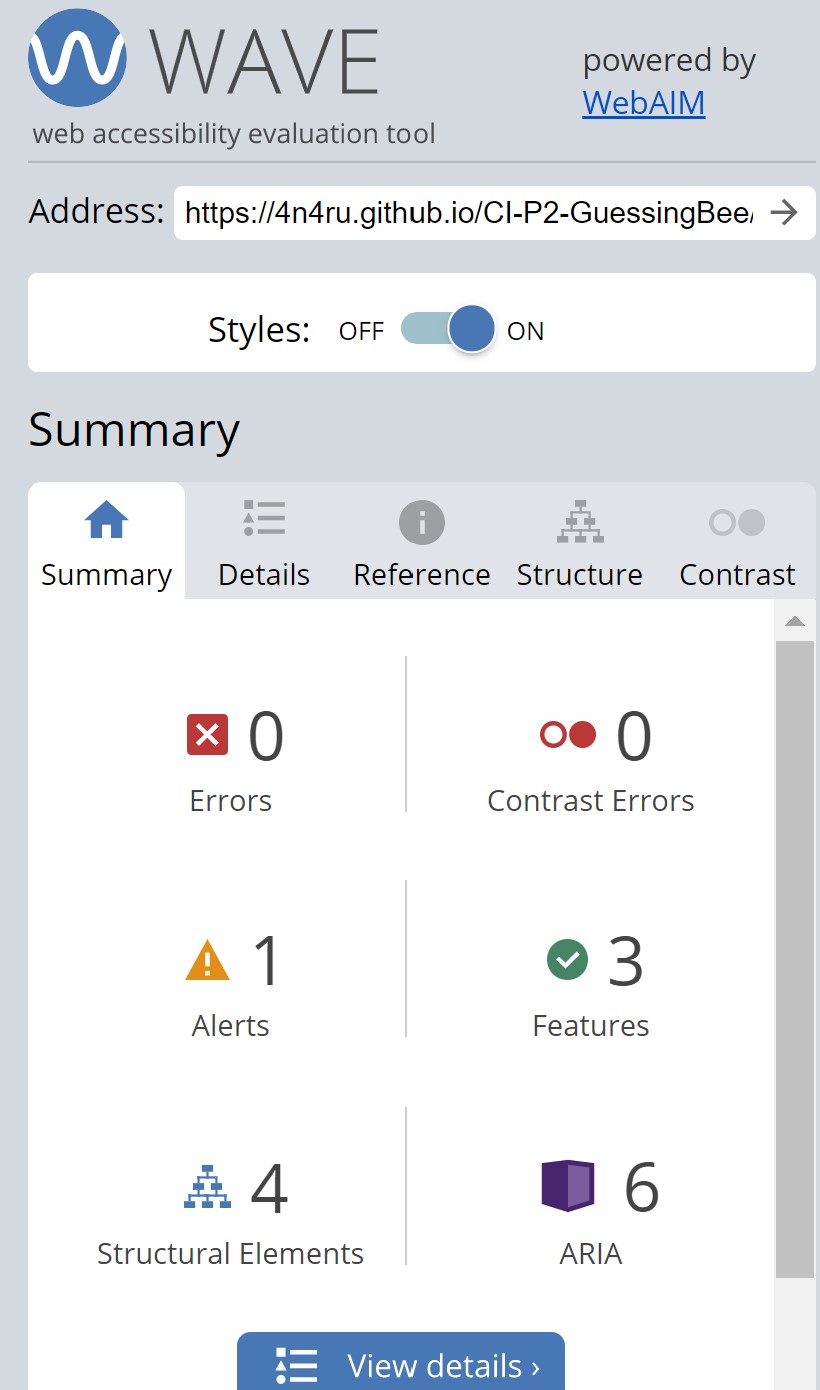 WAVE
powered by
WebAIM
web accessibility evaluation tool
Address: https://4n4ru.github.io/CI-P2-GuessingBee/
Styles: OFF ON
Summary
Summary Details Reference Structure Contrast
0 0
Errors Contrast Errors
1 3
Alerts Features
4 6
Structural Elements ARIA
View details ›